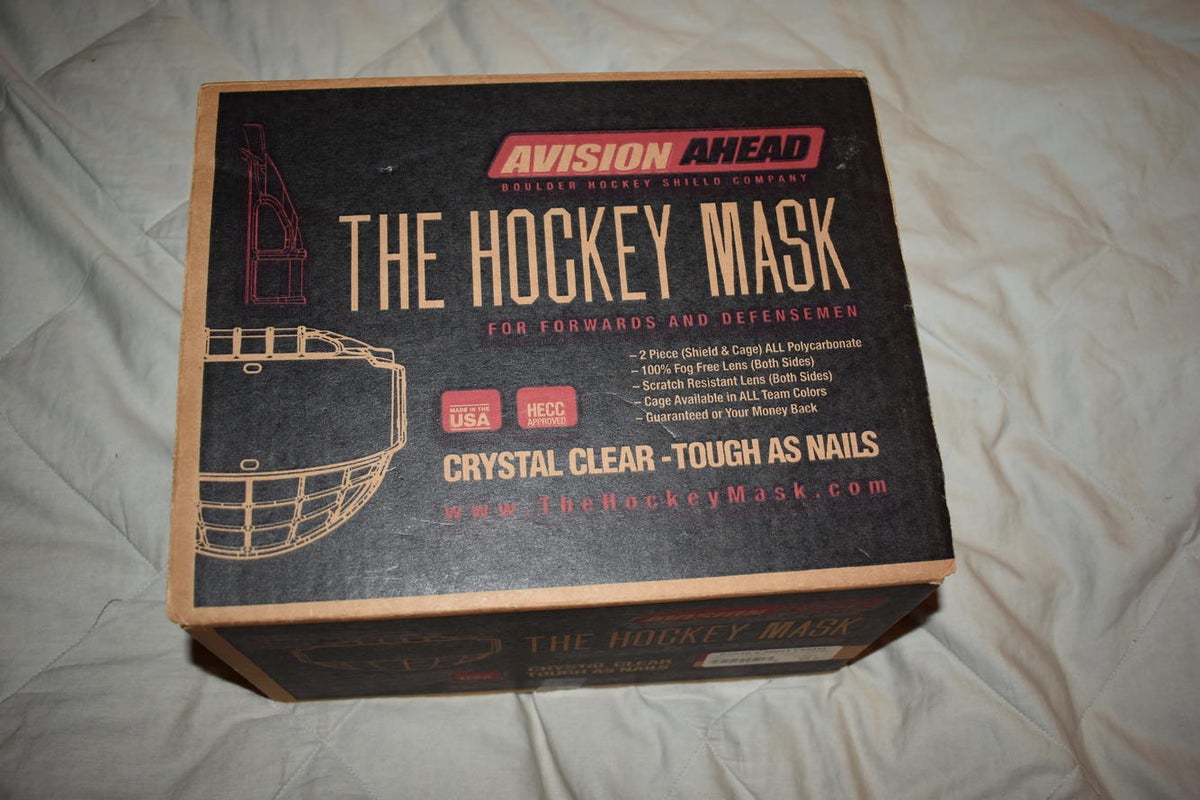 AVISION AHEAD
BOULDER HOCKEY SHIELD COMPANY
THE HOCKEY MASK
FOR FORWARDS AND DEFENSEMEN
– 2 Piece (Shield & Cage) ALL Polycarbonate
– 100% Fog Free Lens (Both Sides)
– Scratch Resistant Lens (Both Sides)
– Cage Available in ALL Team Colors
– Guaranteed or Your Money Back
MADE IN THE
USA
HECC
APPROVED
CRYSTAL CLEAR - TOUGH AS NAILS
www.TheHockeyMask.com
AVISION
THE HOCKEY MASK
CRYSTAL CLEAR
TOUGH AS NAILS
USA